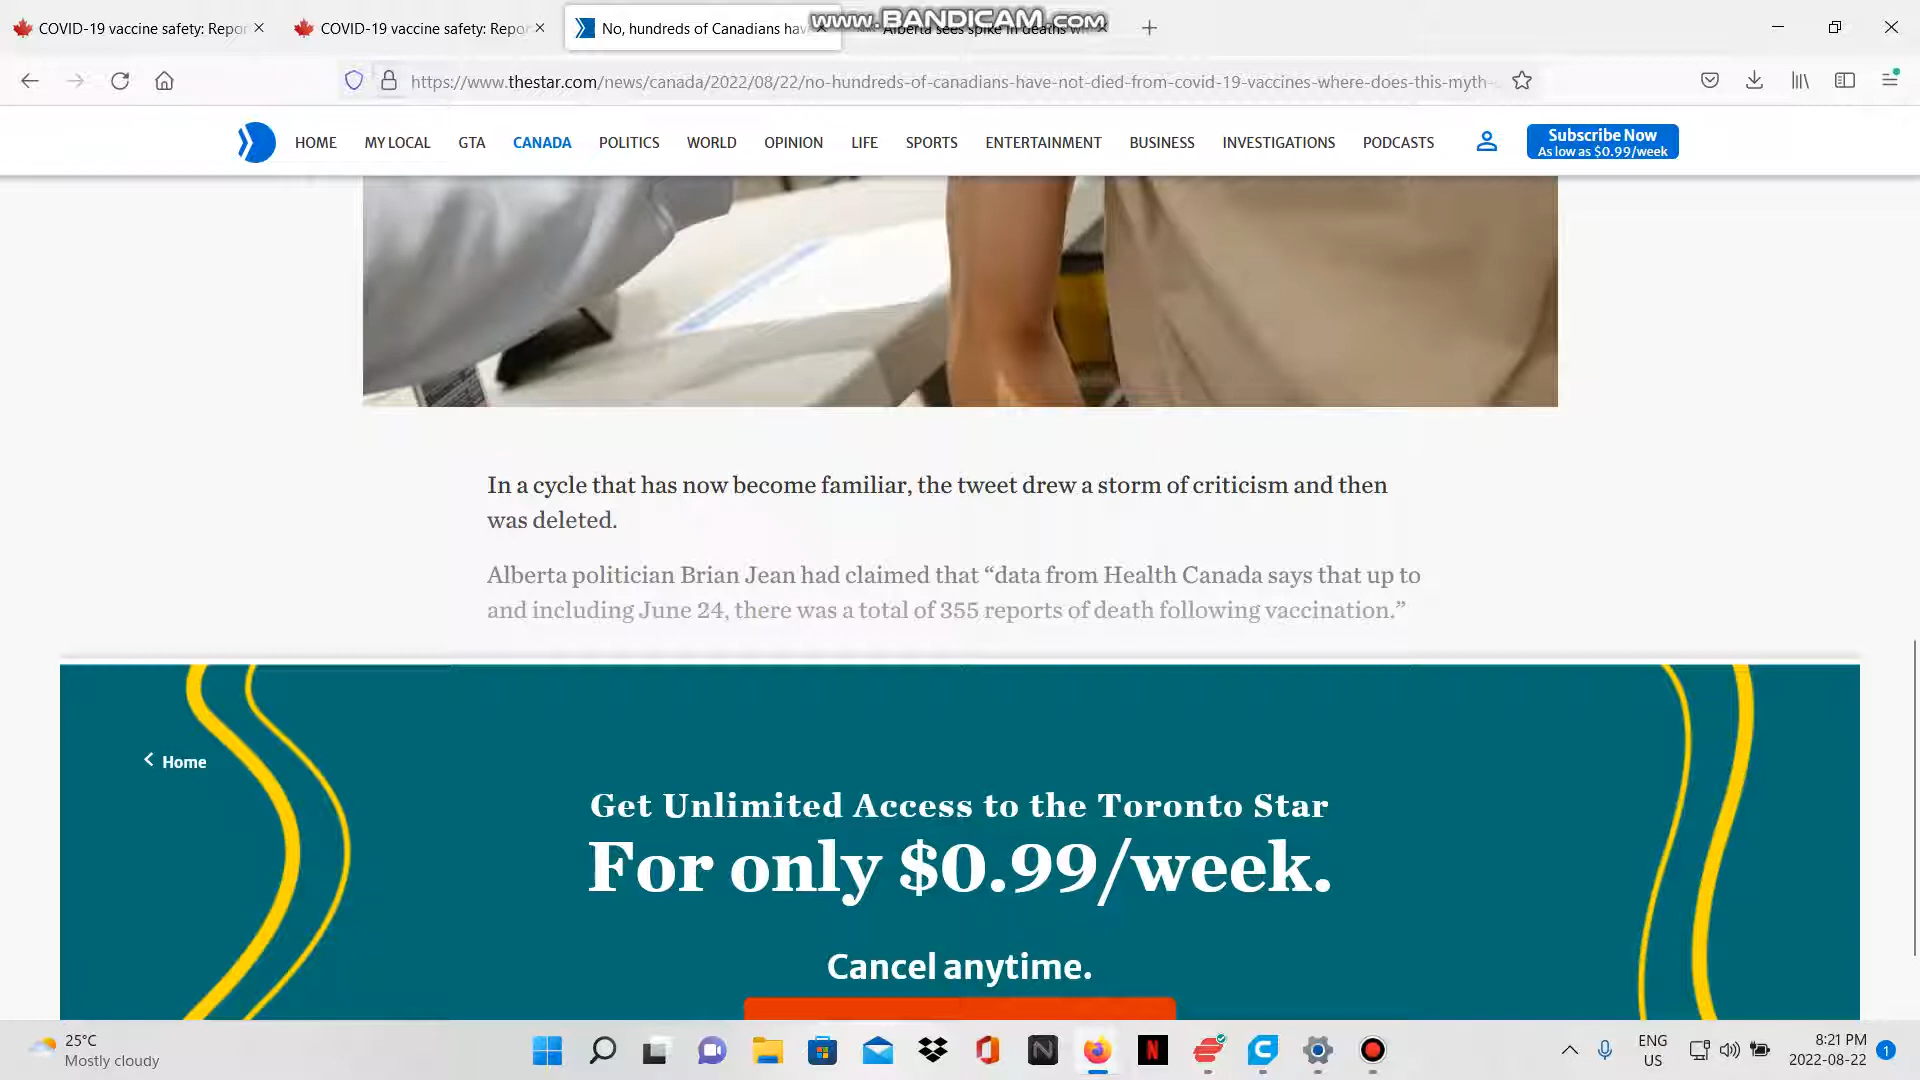 COVID-19 vaccine safety: Repor
COVID-19 vaccine safety: Repor
No, hundreds of Canadians hav
www.BANDICAM.com
Alberta sees spike in deaths w
https://www.thestar.com/news/canada/2022/08/22/no-hundreds-of-canadians-have-not-died-from-covid-19-vaccines-where-does-this-myth-
HOME
MY LOCAL
GTA
CANADA
POLITICS
WORLD
OPINION
LIFE
SPORTS
ENTERTAINMENT
BUSINESS
INVESTIGATIONS
PODCASTS
Subscribe Now
As low as $0.99/week
In a cycle that has now become familiar, the tweet drew a storm of criticism and then
was deleted.
Alberta politician Brian Jean had claimed that “data from Health Canada says that up to
and including June 24, there was a total of 355 reports of death following vaccination.”
Home
Get Unlimited Access to the Toronto Star
For only $0.99/week.
Cancel anytime.
25°C
Mostly cloudy
N
N
ENG
US
8:21 PM
2022-08-22
1